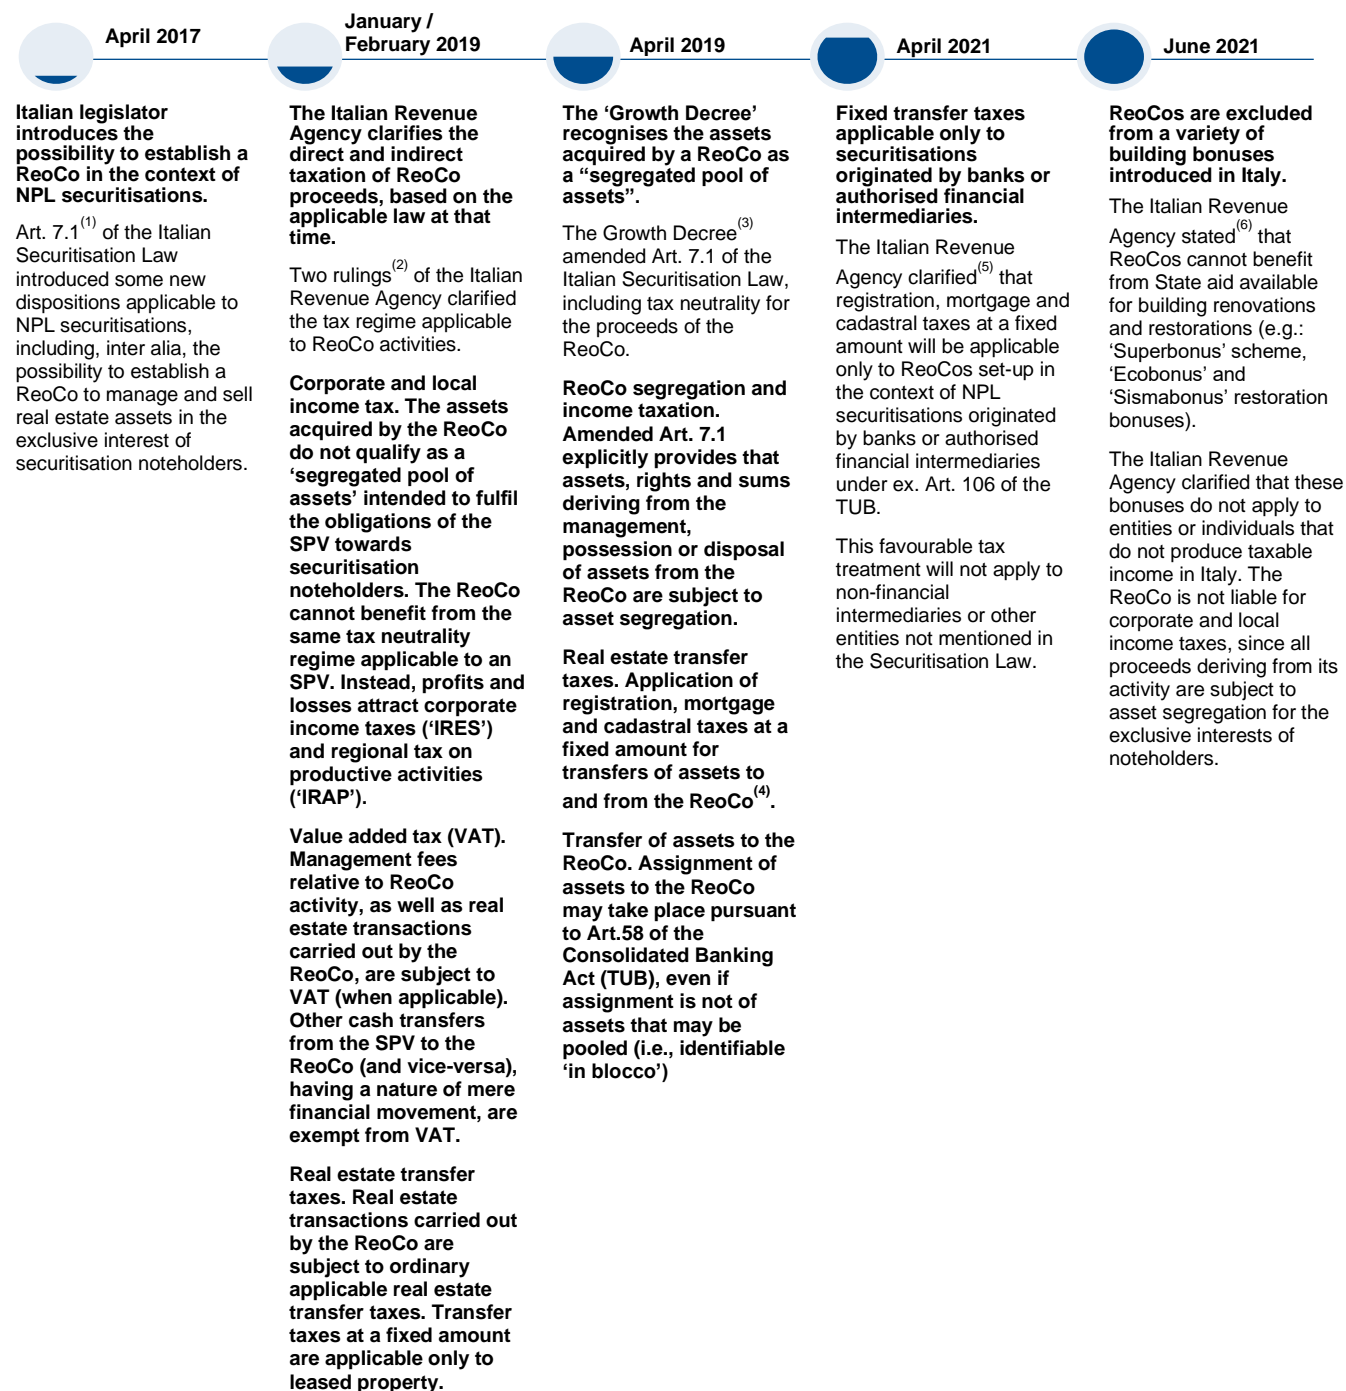 April 2017
Italian legislator
introduces the
possibility to establish a
ReoCo in the context of
NPL securitisations.
Art. 7.1(1) of the Italian
Securitisation Law
introduced some new
dispositions applicable to
NPL securitisations,
including, inter alia, the
possibility to establish a
ReoCo to manage and sell
real estate assets in the
exclusive interest of
securitisation noteholders.
January /
February 2019
The Italian Revenue
Agency clarifies the
direct and indirect
taxation of ReoCo
proceeds, based on the
applicable law at that
time.
Two rulings(2) of the Italian
Revenue Agency clarified
the tax regime applicable
to ReoCo activities.
Corporate and local
income tax. The assets
acquired by the ReoCo
do not qualify as a
‘segregated pool of
assets’ intended to fulfil
the obligations of the
SPV towards
securitisation
noteholders. The ReoCo
cannot benefit from the
same tax neutrality
regime applicable to an
SPV. Instead, profits and
losses attract corporate
income taxes (‘IRES’)
and regional tax on
productive activities
(‘IRAP’).
Value added tax (VAT).
Management fees
relative to ReoCo
activity, as well as real
estate transactions
carried out by the
ReoCo, are subject to
VAT (when applicable).
Other cash transfers
from the SPV to the
ReoCo (and vice-versa),
having a nature of mere
financial movement, are
exempt from VAT.
Real estate transfer
taxes. Real estate
transactions carried out
by the ReoCo are
subject to ordinary
applicable real estate
transfer taxes. Transfer
taxes at a fixed amount
are applicable only to
leased property.
April 2019
The ‘Growth Decree’
recognises the assets
acquired by a ReoCo as
a “segregated pool of
assets”.
The Growth Decree(3)
amended Art. 7.1 of the
Italian Securitisation Law,
including tax neutrality for
the proceeds of the
ReoCo.
ReoCo segregation and
income taxation.
Amended Art. 7.1
explicitly provides that
assets, rights and sums
deriving from the
management,
possession or disposal
of assets from the
ReoCo are subject to
asset segregation.
Real estate transfer
taxes. Application of
registration, mortgage
and cadastral taxes at a
fixed amount for
transfers of assets to
and from the ReoCo(4).
Transfer of assets to the
ReoCo. Assignment of
assets to the ReoCo
may take place pursuant
to Art.58 of the
Consolidated Banking
Act (TUB), even if
assignment is not of
assets that may be
pooled (i.e., identifiable
‘in blocco’)
April 2021
Fixed transfer taxes
applicable only to
securitisations
originated by banks or
authorised financial
intermediaries.
The Italian Revenue
Agency clarified(5) that
registration, mortgage and
cadastral taxes at a fixed
amount will be applicable
only to ReoCos set-up in
the context of NPL
securitisations originated
by banks or authorised
financial intermediaries
under ex. Art. 106 of the
TUB.
This favourable tax
treatment will not apply to
non-financial
intermediaries or other
entities not mentioned in
the Securitisation Law.
June 2021
ReoCos are excluded
from a variety of
building bonuses
introduced in Italy.
The Italian Revenue
Agency stated(6) that
ReoCos cannot benefit
from State aid available
for building renovations
and restorations (e.g.:
‘Superbonus’ scheme,
‘Ecobonus’ and
‘Sismabonus’ restoration
bonuses).
The Italian Revenue
Agency clarified that these
bonuses do not apply to
entities or individuals that
do not produce taxable
income in Italy. The
ReoCo is not liable for
corporate and local
income taxes, since all
proceeds deriving from its
activity are subject to
asset segregation for the
exclusive interests of
noteholders.